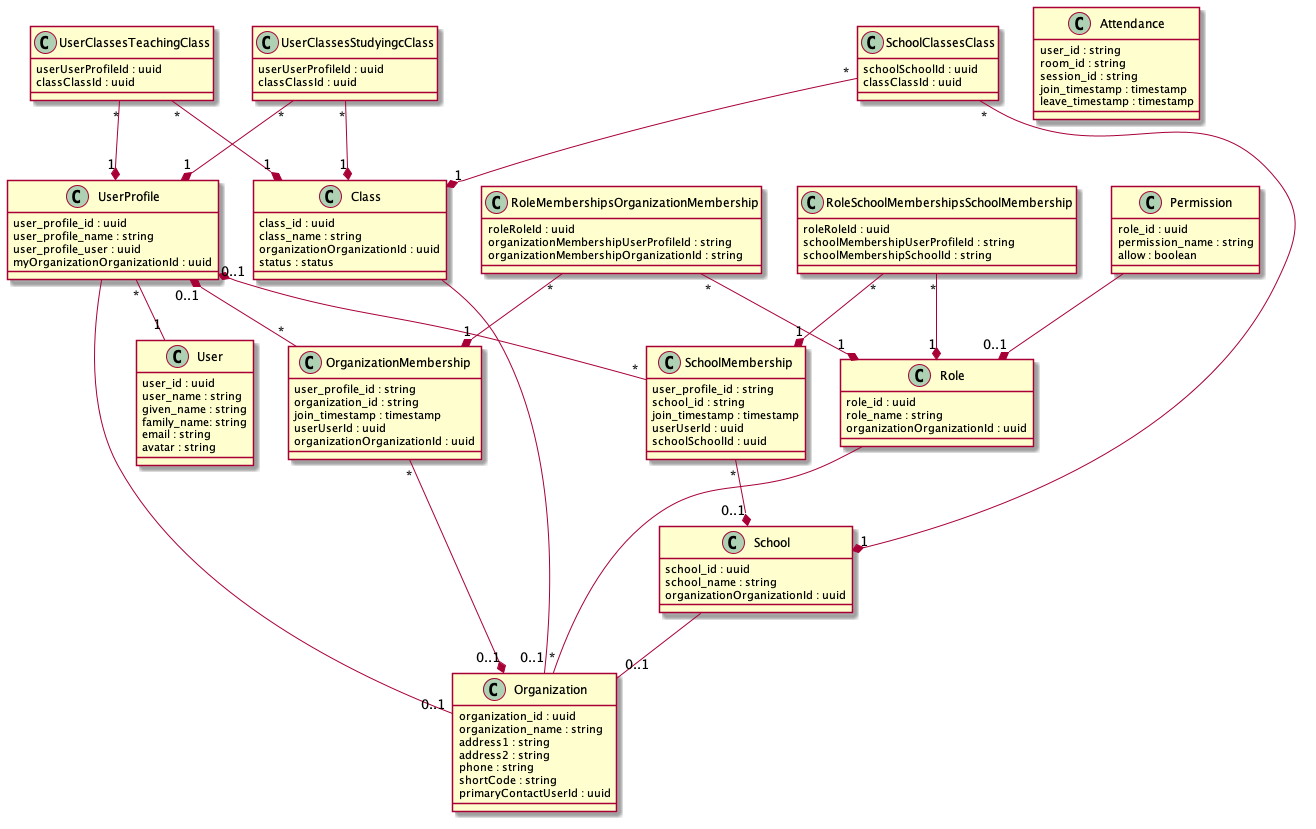 C UserClassesTeachingClass
userUserProfileId : uuid
classClassId : uuid
C UserClassesStudyingcClass
userUserProfileId : uuid
classClassId : uuid
C SchoolClassesClass
schoolSchoolId : uuid
classClassId : uuid
C Attendance
user_id : string
room_id : string
session_id : string
join_timestamp : timestamp
leave_timestamp : timestamp
* * * * * *
1 1 1 1 1
C UserProfile
user_profile_id : uuid
user_profile_name : string
user_profile_user : uuid
myOrganizationOrganizationId : uuid
C Class
class_id : uuid
class_name : string
organizationOrganizationId : uuid
status : status
C RoleMembershipsOrganizationMembership
roleRoleId : uuid
organizationMembershipUserProfileId : string
organizationMembershipOrganizationId : string
C RoleSchoolMembershipsSchoolMembership
roleRoleId : uuid
schoolMembershipUserProfileId : string
schoolMembershipSchoolId : string
C Permission
role_id : uuid
permission_name : string
allow : boolean
0..1
* 0..1 * * * *
1 * 1 1 1 1 0..1
*
C User
user_id : uuid
user_name : string
given_name : string
family_name: string
email : string
avatar : string
C OrganizationMembership
user_profile_id : string
organization_id : string
join_timestamp : timestamp
userUserId : uuid
organizationOrganizationId : uuid
C SchoolMembership
user_profile_id : string
school_id : string
join_timestamp : timestamp
userUserId : uuid
schoolSchoolId : uuid
C Role
role_id : uuid
role_name : string
organizationOrganizationId : uuid
* *
0..1
1
C School
school_id : uuid
school_name : string
organizationOrganizationId : uuid
0..1 0..1 * 0..1
0..1
C Organization
organization_id : uuid
organization_name : string
address1 : string
address2 : string
phone : string
shortCode : string
primaryContactUserId : uuid